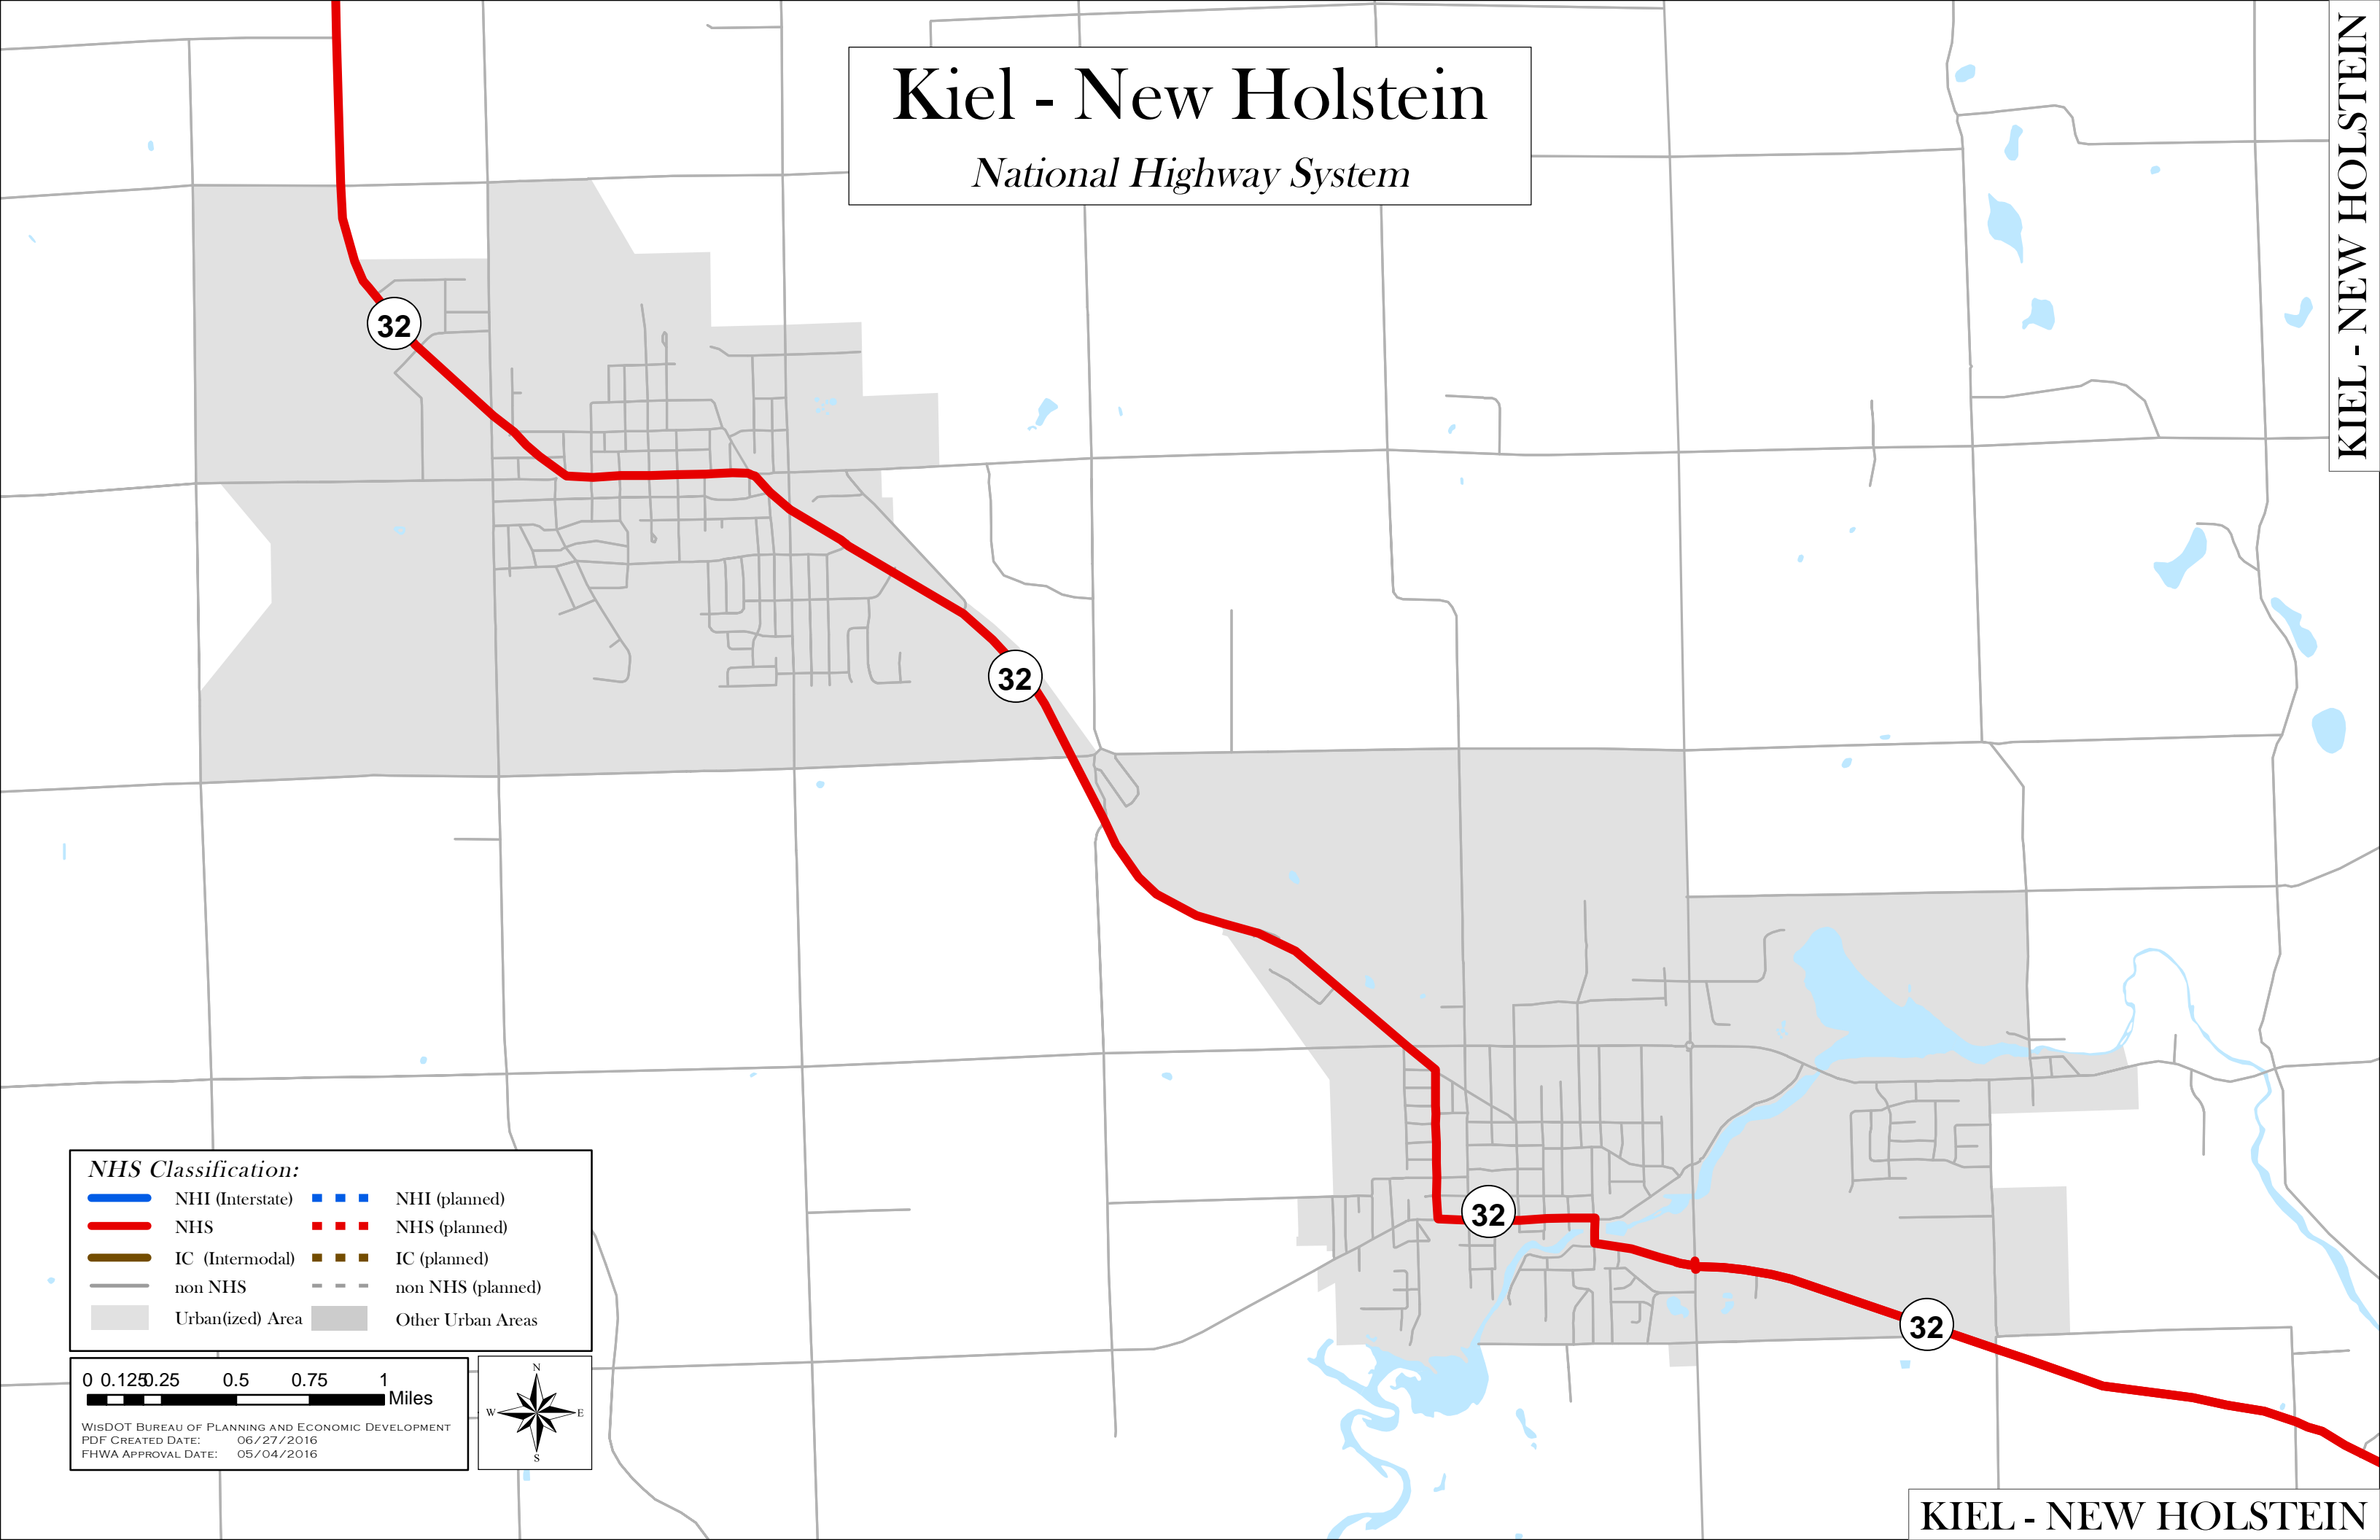 Kiel - New Holstein
National Highway System
KIEL - NEW HOLSTEIN
32
32
32
32
NHS Classification:
NHI (Interstate) NHI (planned)
NHS NHS (planned)
IC (Intermodal) IC (planned)
non NHS non NHS (planned)
Urban(ized) Area Other Urban Areas
0 0.125 0.25 0.5 0.75 1
Miles
WisDOT Bureau of Planning and Economic Development
PDF Created Date: 06/27/2016
FHWA Approval Date: 05/04/2016
N
W E
S
KIEL - NEW HOLSTEIN